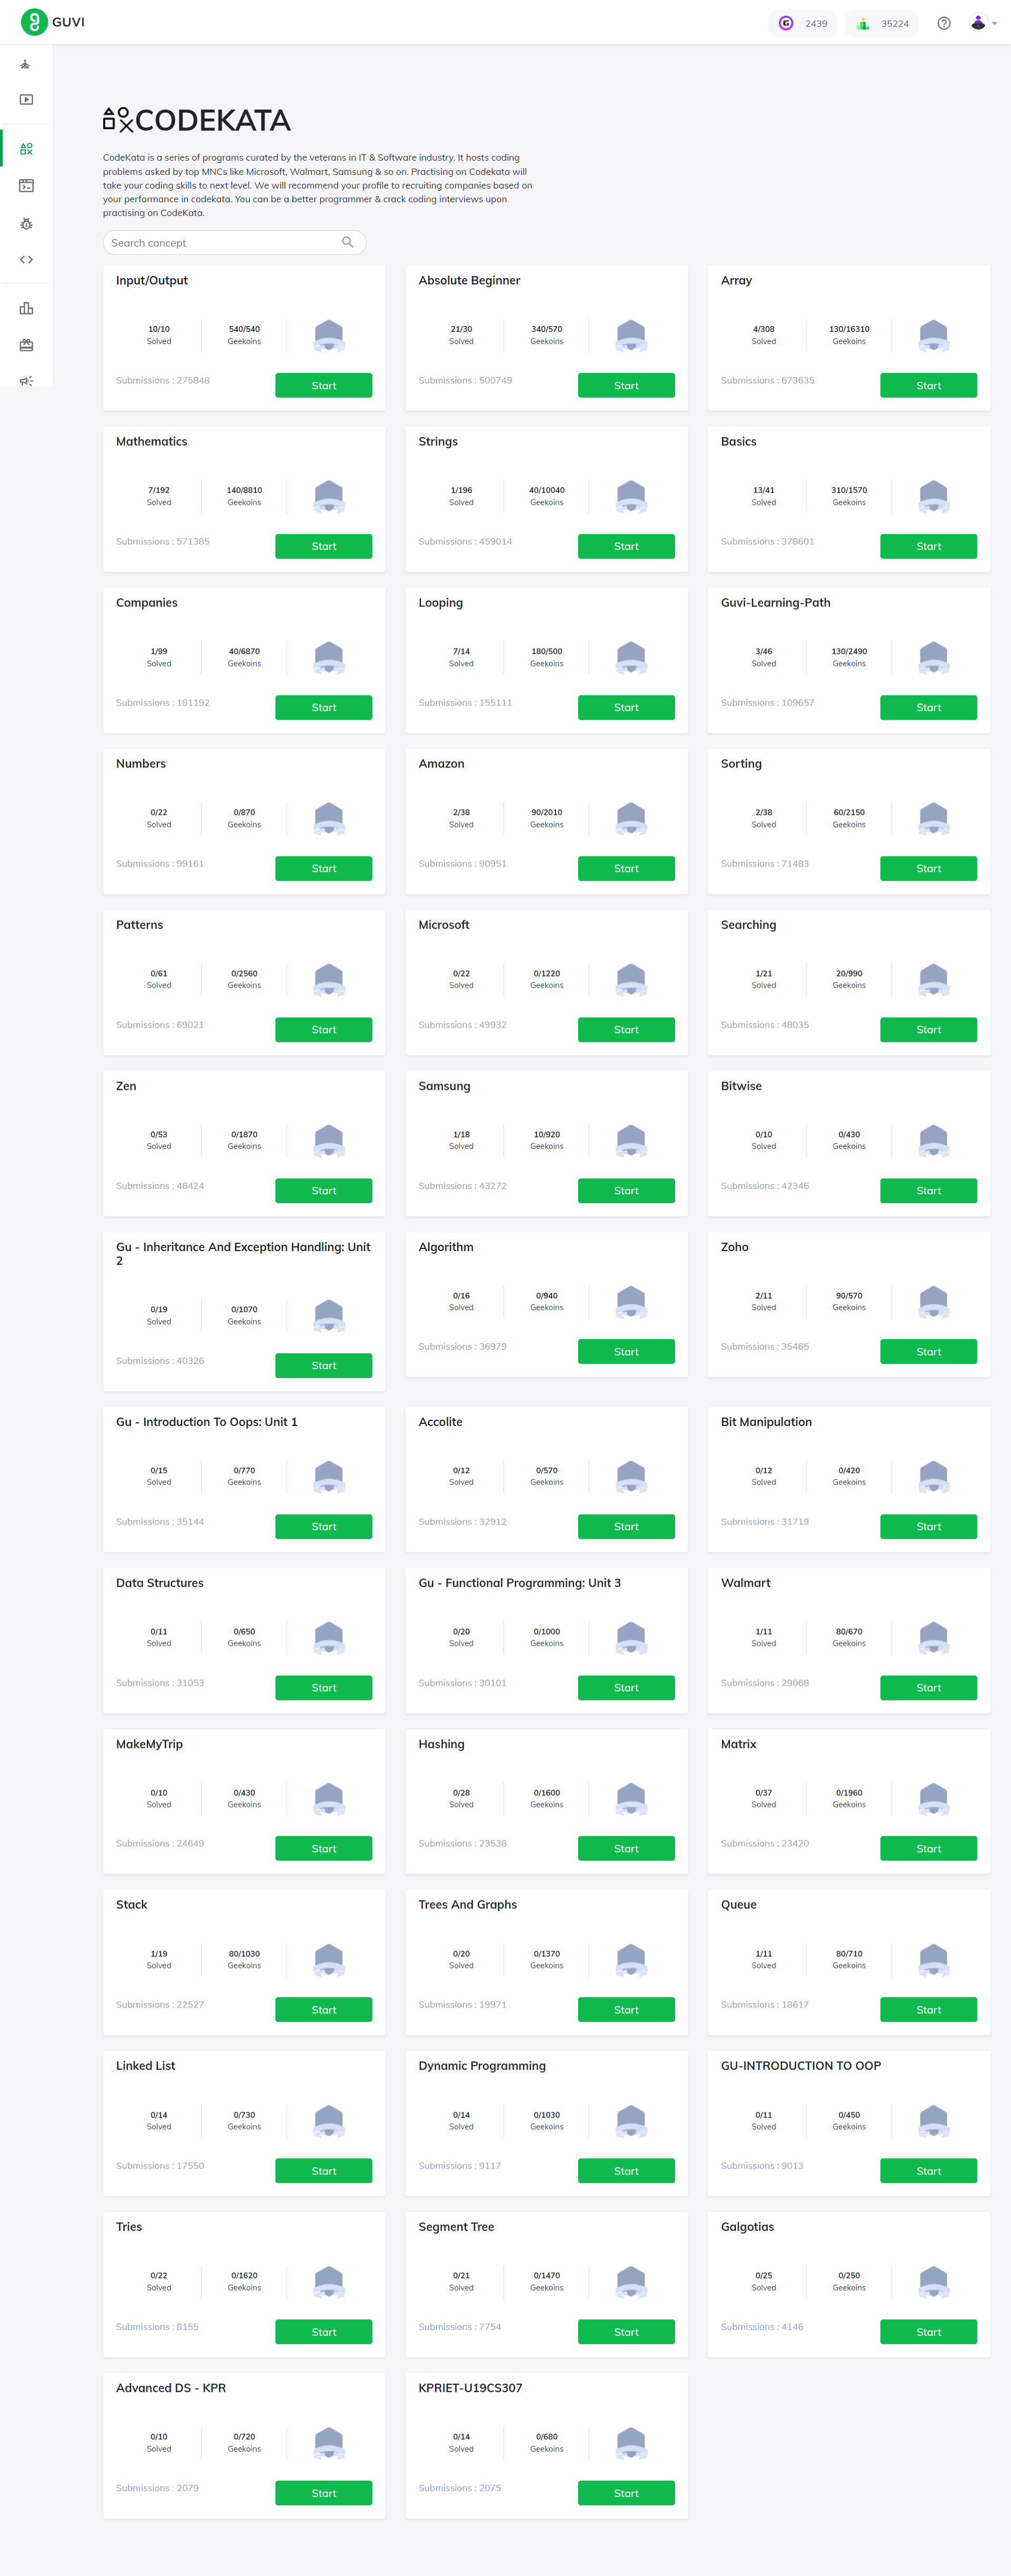 GUVI
2439
35224
CODEKATA
CodeKata is a series of programs curated by the veterans in IT & Software industry. It hosts coding
problems asked by top MNCs like Microsoft, Walmart, Samsung & so on. Practising on Codekata will
take your coding skills to next level. We will recommend your profile to recruiting companies based on
your performance in codekata. You can be a better programmer & crack coding interviews upon
practising on CodeKata.
Search concept
Input/Output
10/10 540/540
Solved Geekoins
Submissions : 275848 Start
Absolute Beginner
21/30 340/570
Solved Geekoins
Submissions : 500749 Start
Array
4/308 130/16310
Solved Geekoins
Submissions : 673635 Start
Mathematics
7/192 140/8810
Solved Geekoins
Submissions : 571385 Start
Strings
1/196 40/10040
Solved Geekoins
Submissions : 459014 Start
Basics
13/41 310/1570
Solved Geekoins
Submissions : 378601 Start
Companies
1/99 40/6870
Solved Geekoins
Submissions : 181192 Start
Looping
7/14 180/500
Solved Geekoins
Submissions : 155111 Start
Guvi-Learning-Path
3/46 130/2490
Solved Geekoins
Submissions : 109657 Start
Numbers
0/22 0/870
Solved Geekoins
Submissions : 99161 Start
Amazon
2/38 90/2010
Solved Geekoins
Submissions : 90951 Start
Sorting
2/38 60/2150
Solved Geekoins
Submissions : 71483 Start
Patterns
0/61 0/2560
Solved Geekoins
Submissions : 69021 Start
Microsoft
0/22 0/1220
Solved Geekoins
Submissions : 49932 Start
Searching
1/21 20/990
Solved Geekoins
Submissions : 48035 Start
Zen
0/53 0/1870
Solved Geekoins
Submissions : 46424 Start
Samsung
1/18 10/920
Solved Geekoins
Submissions : 43272 Start
Bitwise
0/10 0/430
Solved Geekoins
Submissions : 42346 Start
Gu - Inheritance And Exception Handling: Unit
2
0/19 0/1070
Solved Geekoins
Submissions : 40326 Start
Algorithm
0/16 0/940
Solved Geekoins
Submissions : 36979 Start
Zoho
2/11 90/570
Solved Geekoins
Submissions : 35465 Start
Gu - Introduction To Oops: Unit 1
0/15 0/770
Solved Geekoins
Submissions : 35144 Start
Accolite
0/12 0/570
Solved Geekoins
Submissions : 32912 Start
Bit Manipulation
0/12 0/420
Solved Geekoins
Submissions : 31719 Start
Data Structures
0/11 0/650
Solved Geekoins
Submissions : 31053 Start
Gu - Functional Programming: Unit 3
0/20 0/1000
Solved Geekoins
Submissions : 30101 Start
Walmart
1/11 80/670
Solved Geekoins
Submissions : 29068 Start
MakeMyTrip
0/10 0/430
Solved Geekoins
Submissions : 24649 Start
Hashing
0/28 0/1600
Solved Geekoins
Submissions : 23538 Start
Matrix
0/37 0/1960
Solved Geekoins
Submissions : 23420 Start
Stack
1/19 80/1030
Solved Geekoins
Submissions : 22527 Start
Trees And Graphs
0/20 0/1370
Solved Geekoins
Submissions : 19971 Start
Queue
1/11 80/710
Solved Geekoins
Submissions : 18617 Start
Linked List
0/14 0/730
Solved Geekoins
Submissions : 17550 Start
Dynamic Programming
0/14 0/1030
Solved Geekoins
Submissions : 9117 Start
GU-INTRODUCTION TO OOP
0/11 0/450
Solved Geekoins
Submissions : 9013 Start
Tries
0/22 0/1620
Solved Geekoins
Submissions : 8155 Start
Segment Tree
0/21 0/1470
Solved Geekoins
Submissions : 7754 Start
Galgotias
0/25 0/250
Solved Geekoins
Submissions : 4146 Start
Advanced DS - KPR
0/10 0/720
Solved Geekoins
Submissions : 2079 Start
KPRIET-U19CS307
0/14 0/680
Solved Geekoins
Submissions : 2075 Start